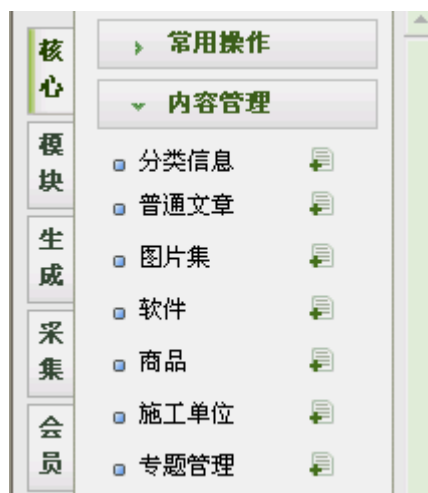 核心
模块
生成
采集
会员
常用操作
内容管理
分类信息
普通文章
图片集
软件
商品
施工单位
专题管理